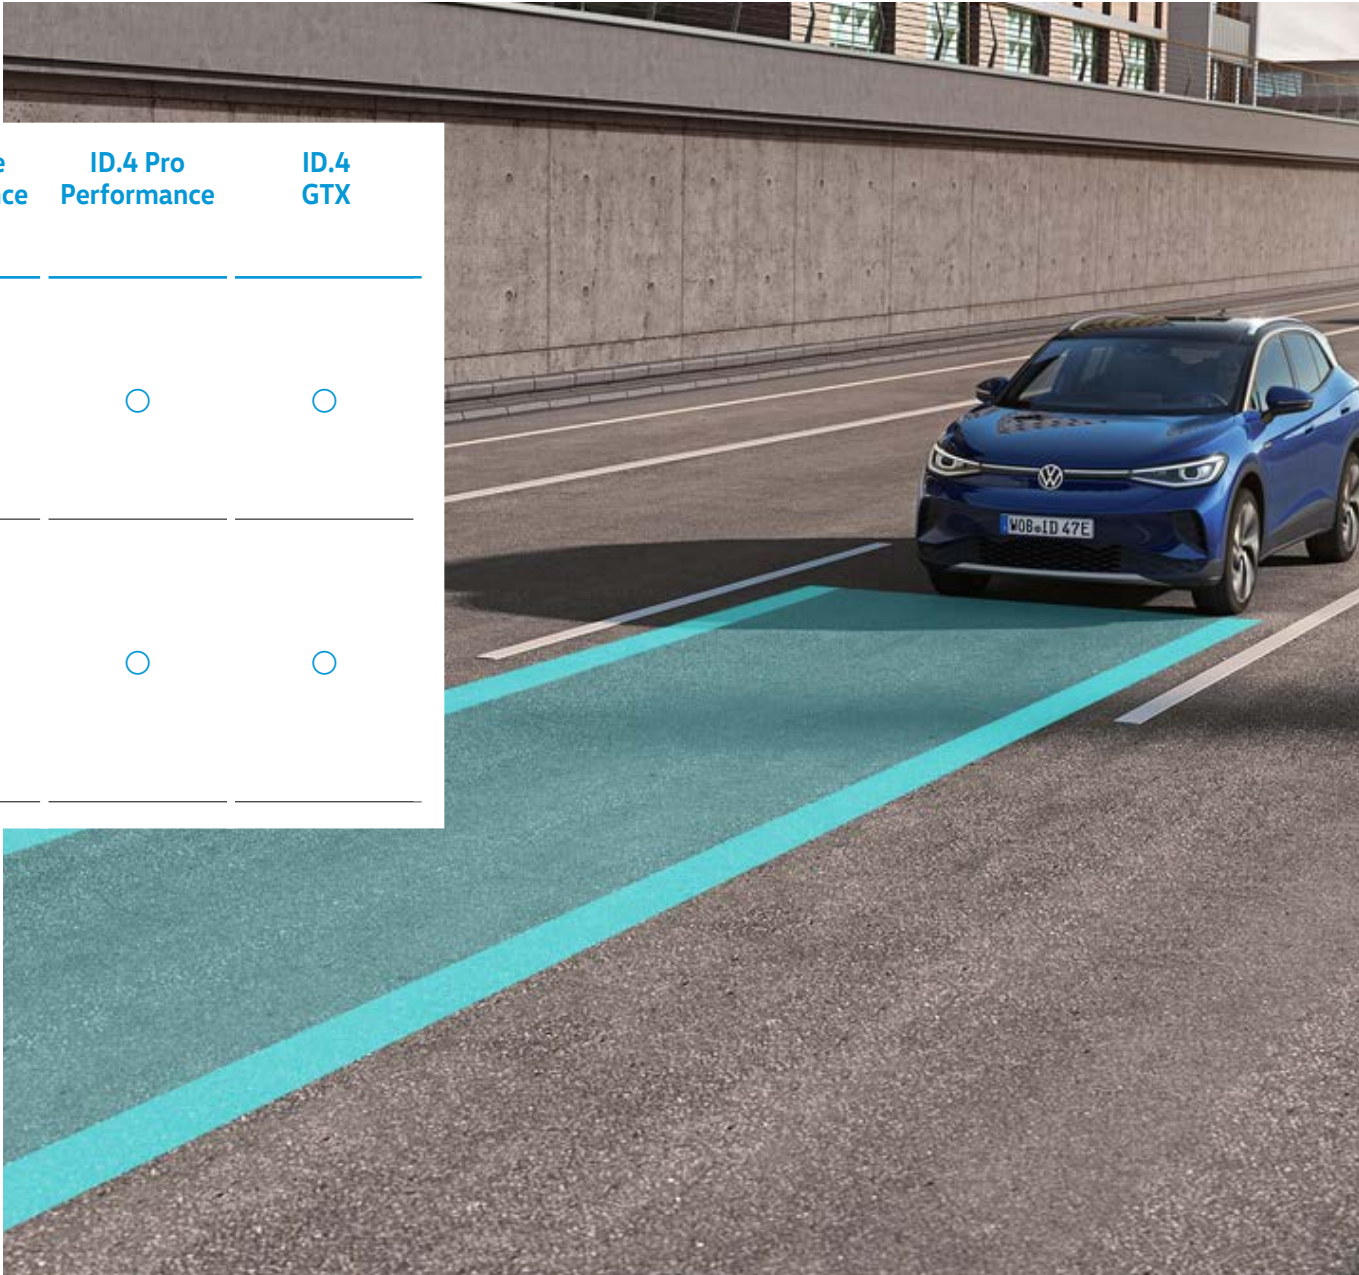 ID.4 Pro
Performance
ID.4
GTX
○ ○
○ ○
WOB ID 47E